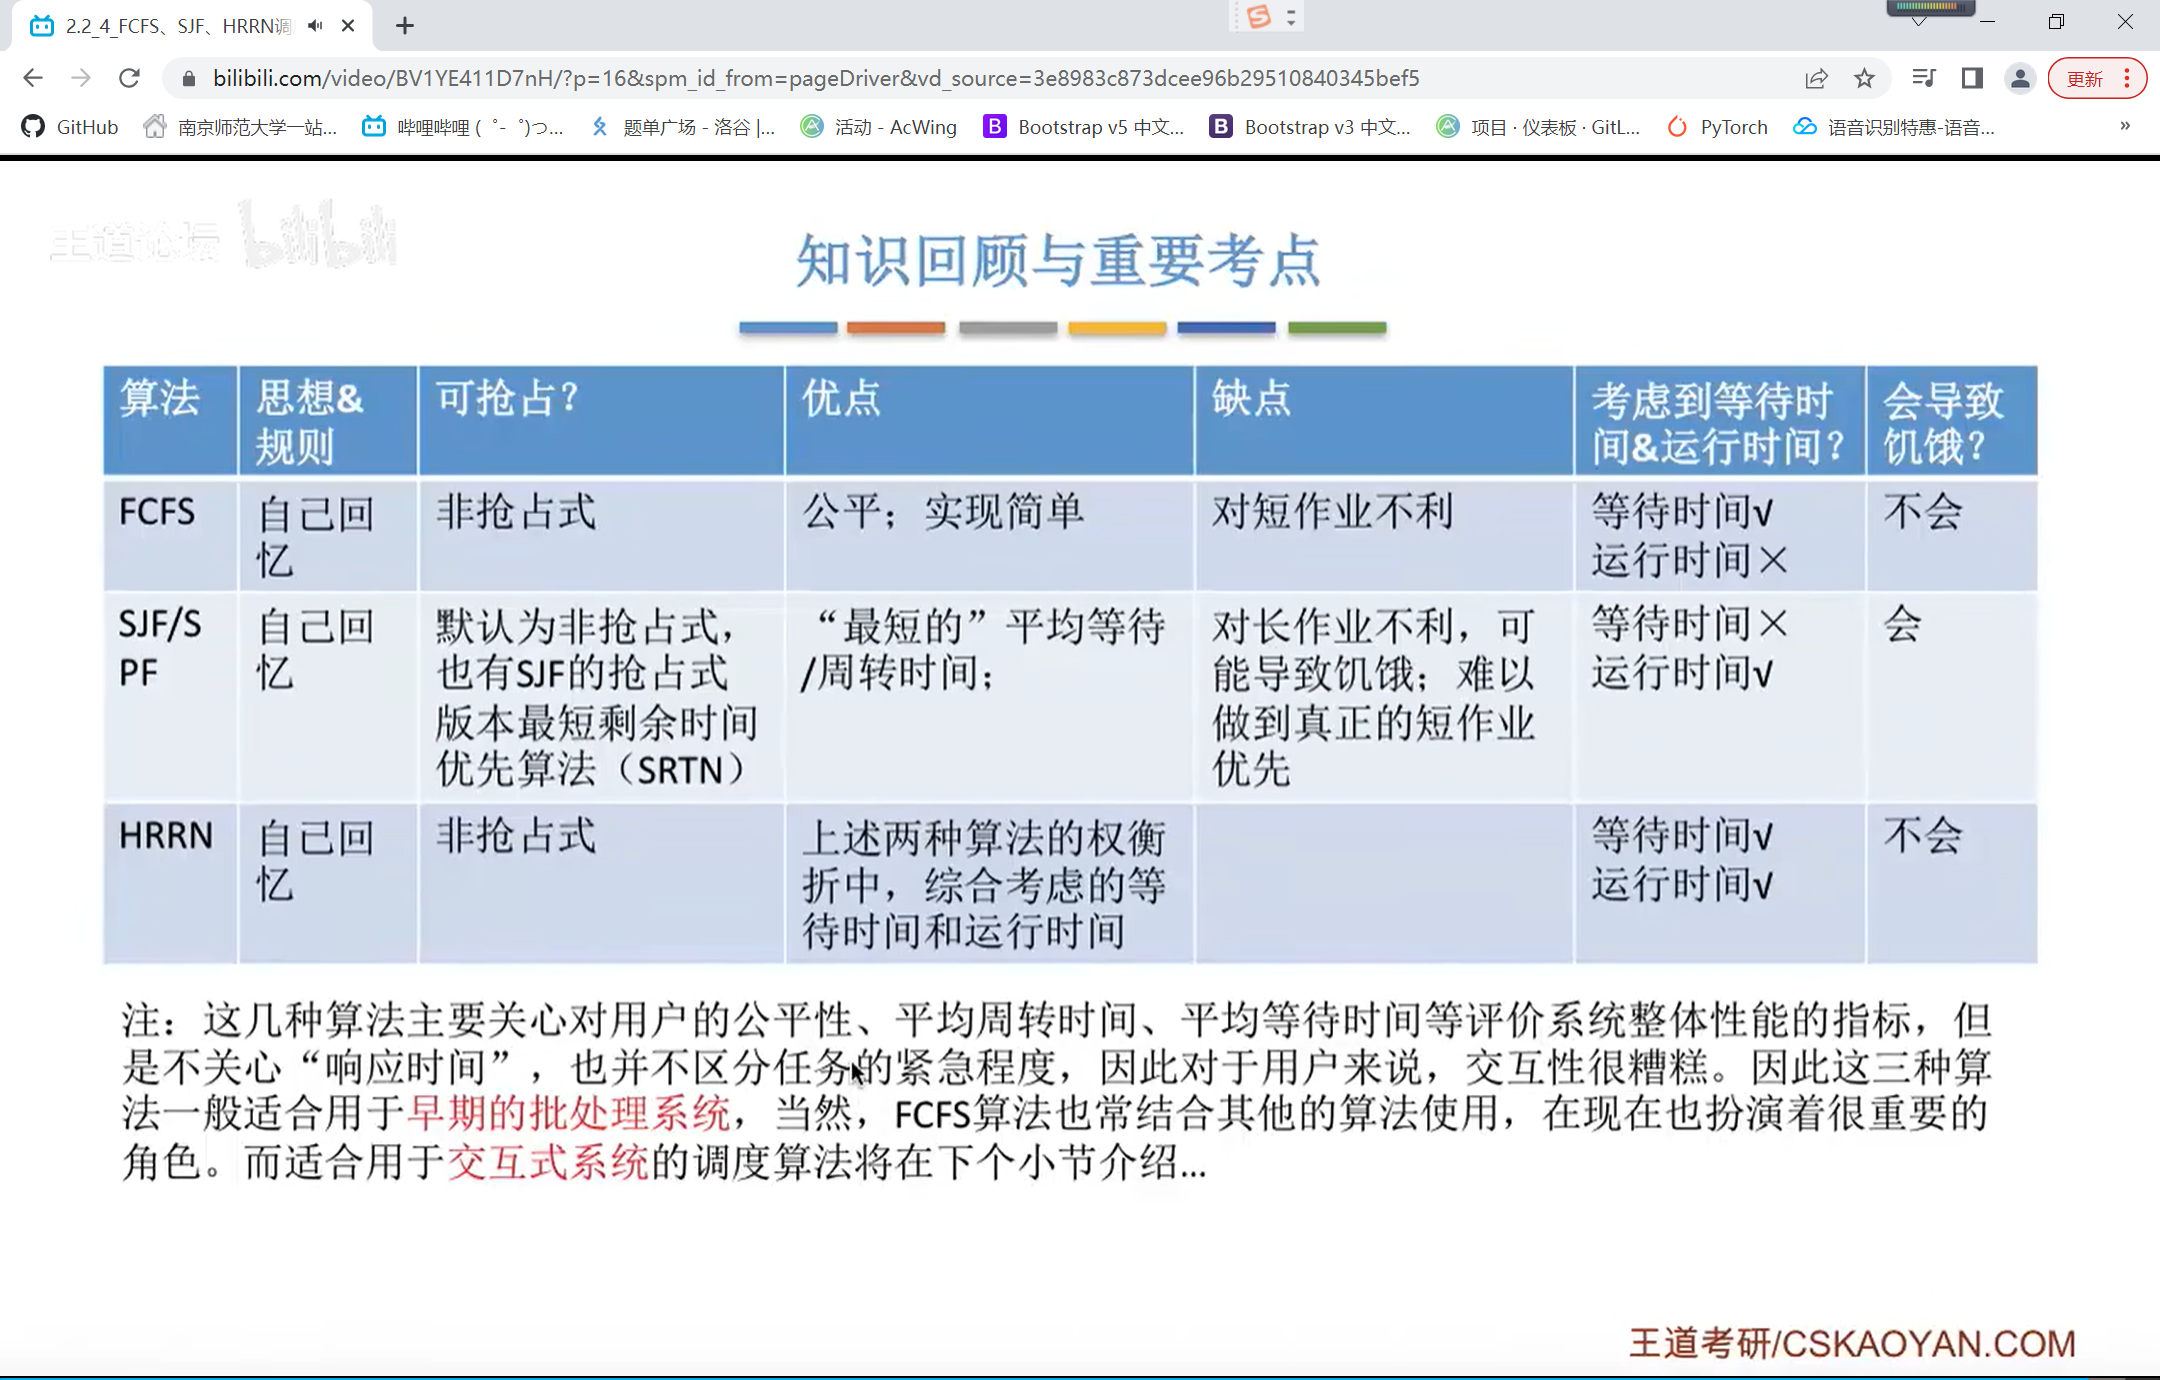 2.2_4_FCFS、SJF、HRRN调
bilibili.com/video/BV1YE411D7nH/?p=16&spm_id_from=pageDriver&vd_source=3e8983c873dcee96b29510840345bef5
更新
GitHub
南京师范大学一站...
哔哩哔哩 ( ゜- ゜)つ...
题单广场 - 洛谷 |...
活动 - AcWing
Bootstrap v5 中文...
Bootstrap v3 中文...
项目 · 仪表板 · GitL...
PyTorch
语音识别特惠-语音...
»
王道论坛 bilibili
知识回顾与重要考点
算法
思想&
规则
可抢占？
优点
缺点
考虑到等待时
间&运行时间？
会导致
饥饿？
FCFS
自己回
忆
非抢占式
公平；实现简单
对短作业不利
等待时间√
运行时间×
不会
SJF/S
PF
自己回
忆
默认为非抢占式，
也有SJF的抢占式
版本最短剩余时间
优先算法（SRTN）
“最短的”平均等待
/周转时间；
对长作业不利，可
能导致饥饿；难以
做到真正的短作业
优先
等待时间×
运行时间√
会
HRRN
自己回
忆
非抢占式
上述两种算法的权衡
折中，综合考虑的等
待时间和运行时间
等待时间√
运行时间√
不会
注：这几种算法主要关心对用户的公平性、平均周转时间、平均等待时间等评价系统整体性能的指标，但
是不关心“响应时间”，也并不区分任务的紧急程度，因此对于用户来说，交互性很糟糕。因此这三种算
法一般适合用于早期的批处理系统，当然，FCFS算法也常结合其他的算法使用，在现在也扮演着很重要的
角色。而适合用于交互式系统的调度算法将在下个小节介绍...
王道考研/CSKAOYAN.COM